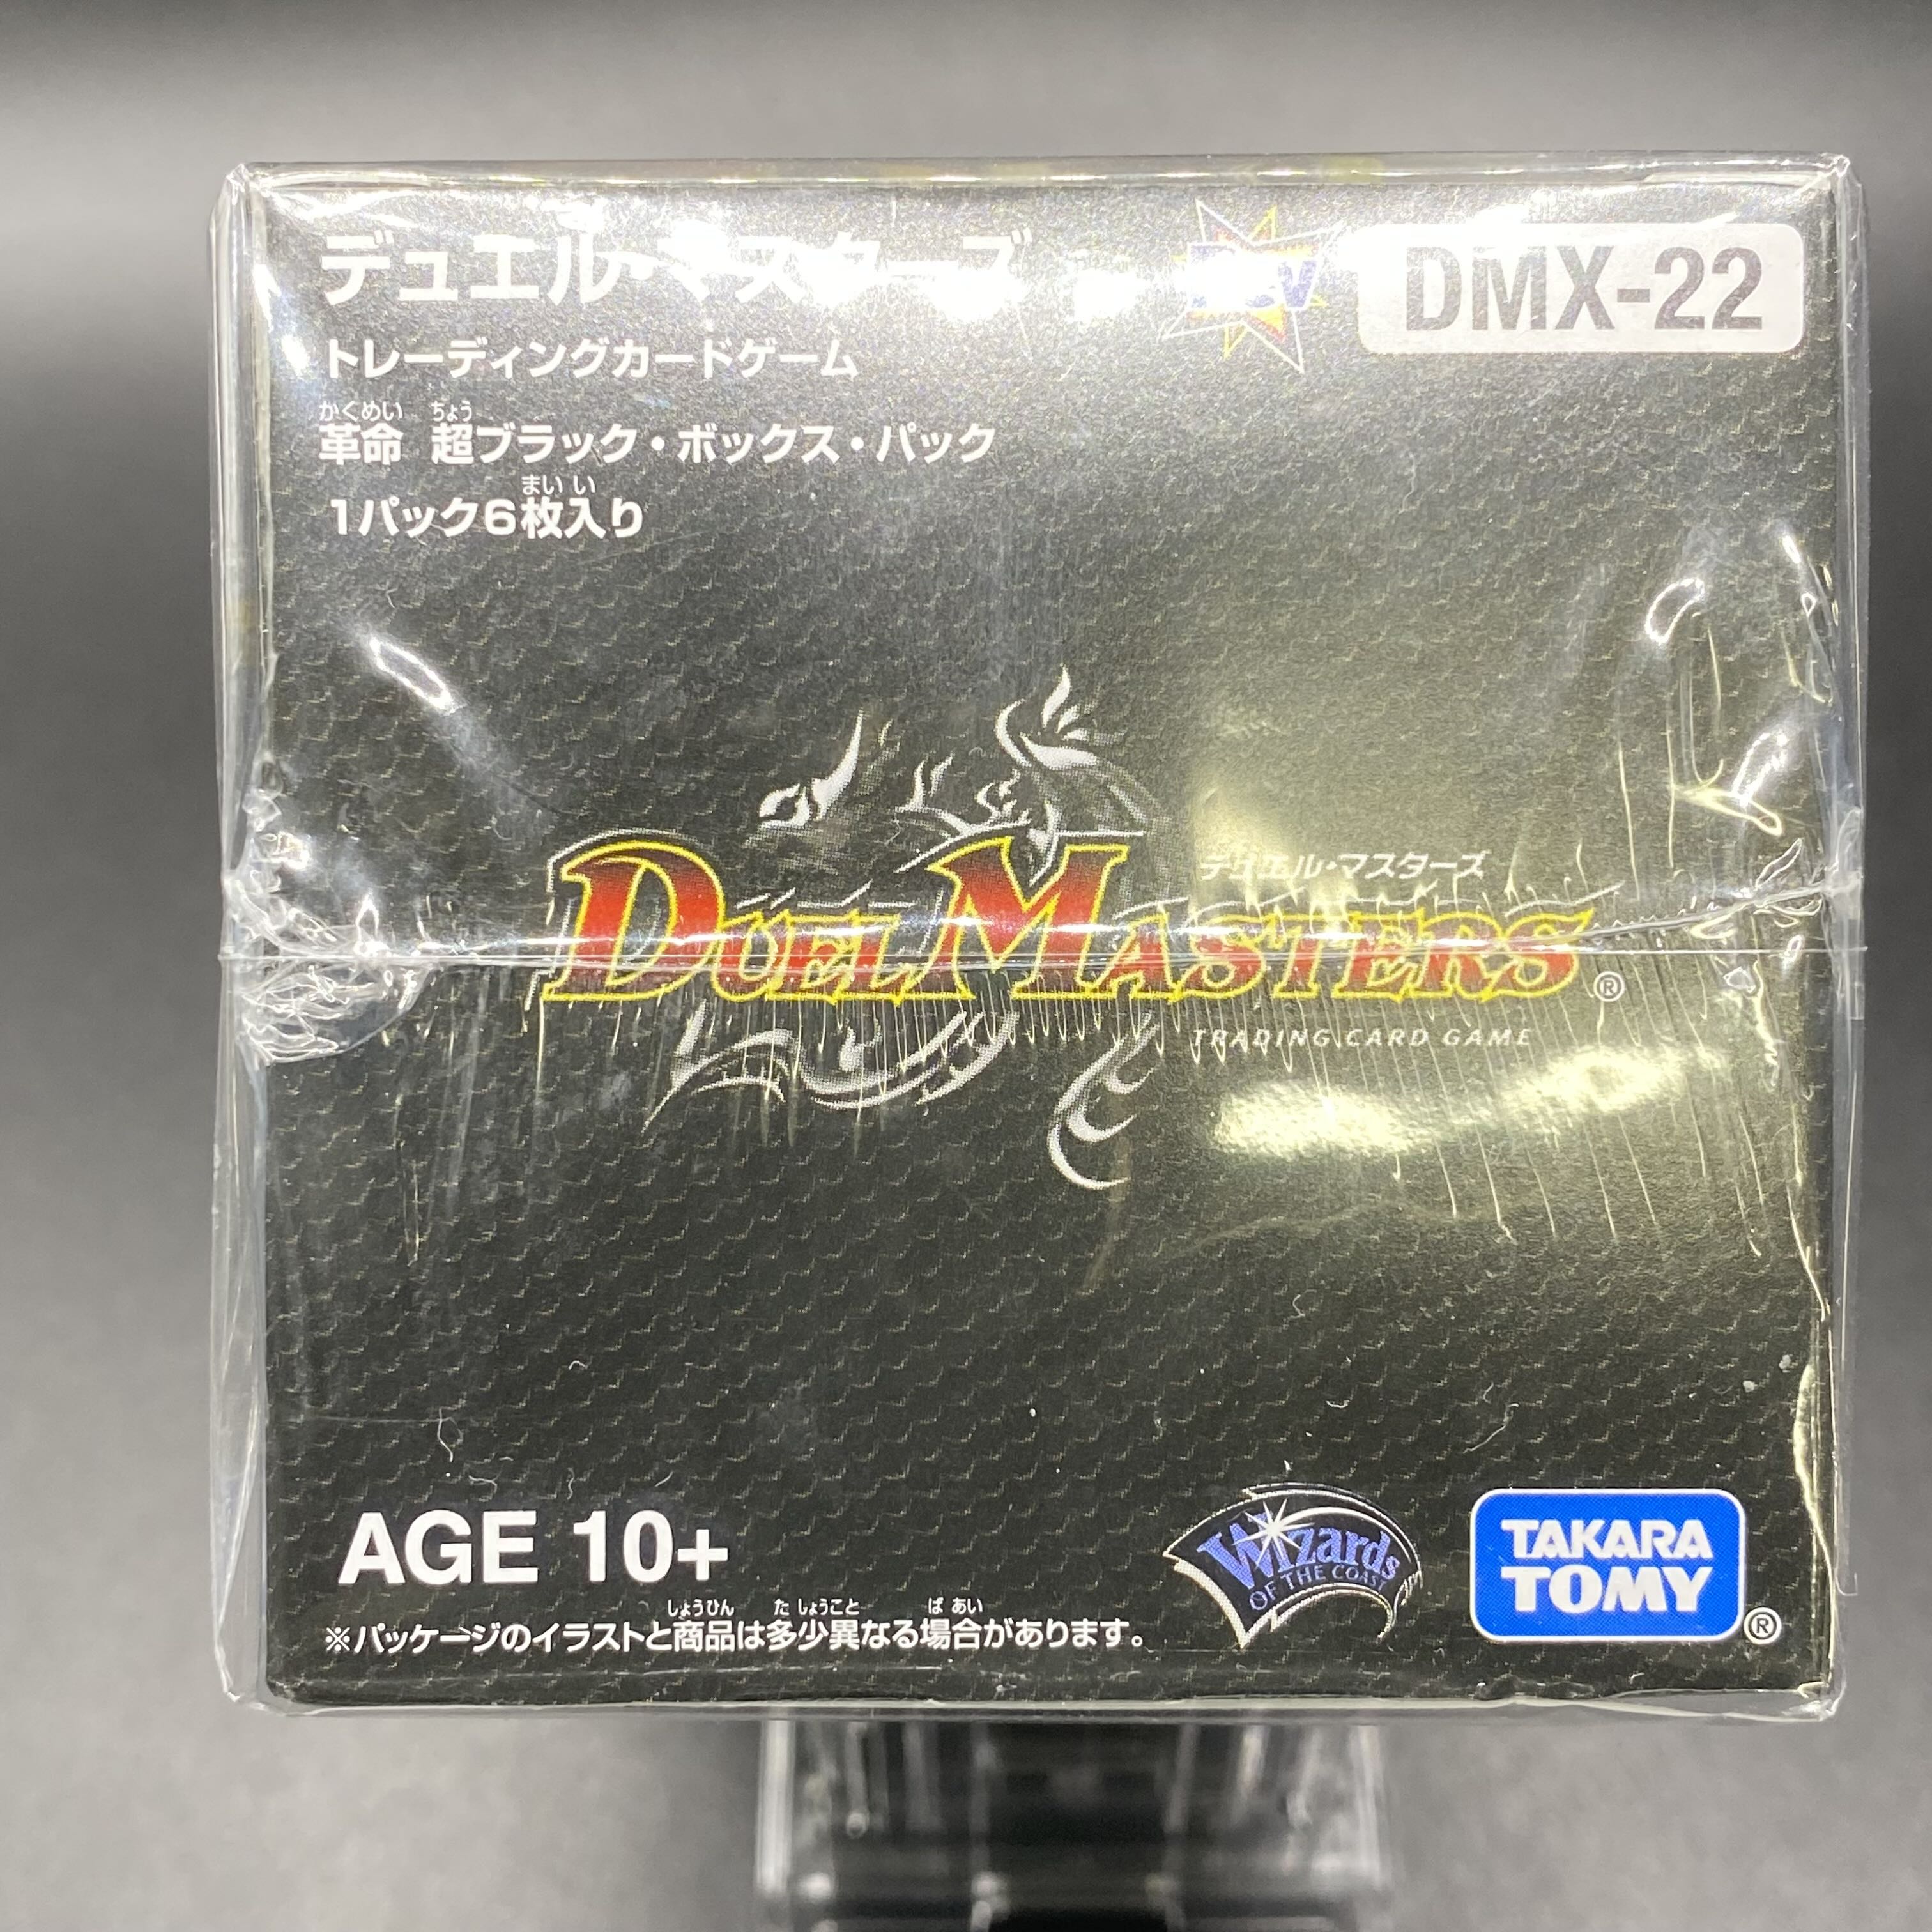 デュエル・マスターズ
Rev
DMX-22
トレーディングカードゲーム
かくめい ちょう
革命 超ブラック・ボックス・パック
まい い
1パック6枚入り
デュエル・マスターズ
DUEL MASTERS®
TRADING CARD GAME
AGE 10+
しょうひん た しょうこと ば あい
※パッケージのイラストと商品は多少異なる場合があります。
Wizards
OF THE COAST
TAKARA
TOMY®